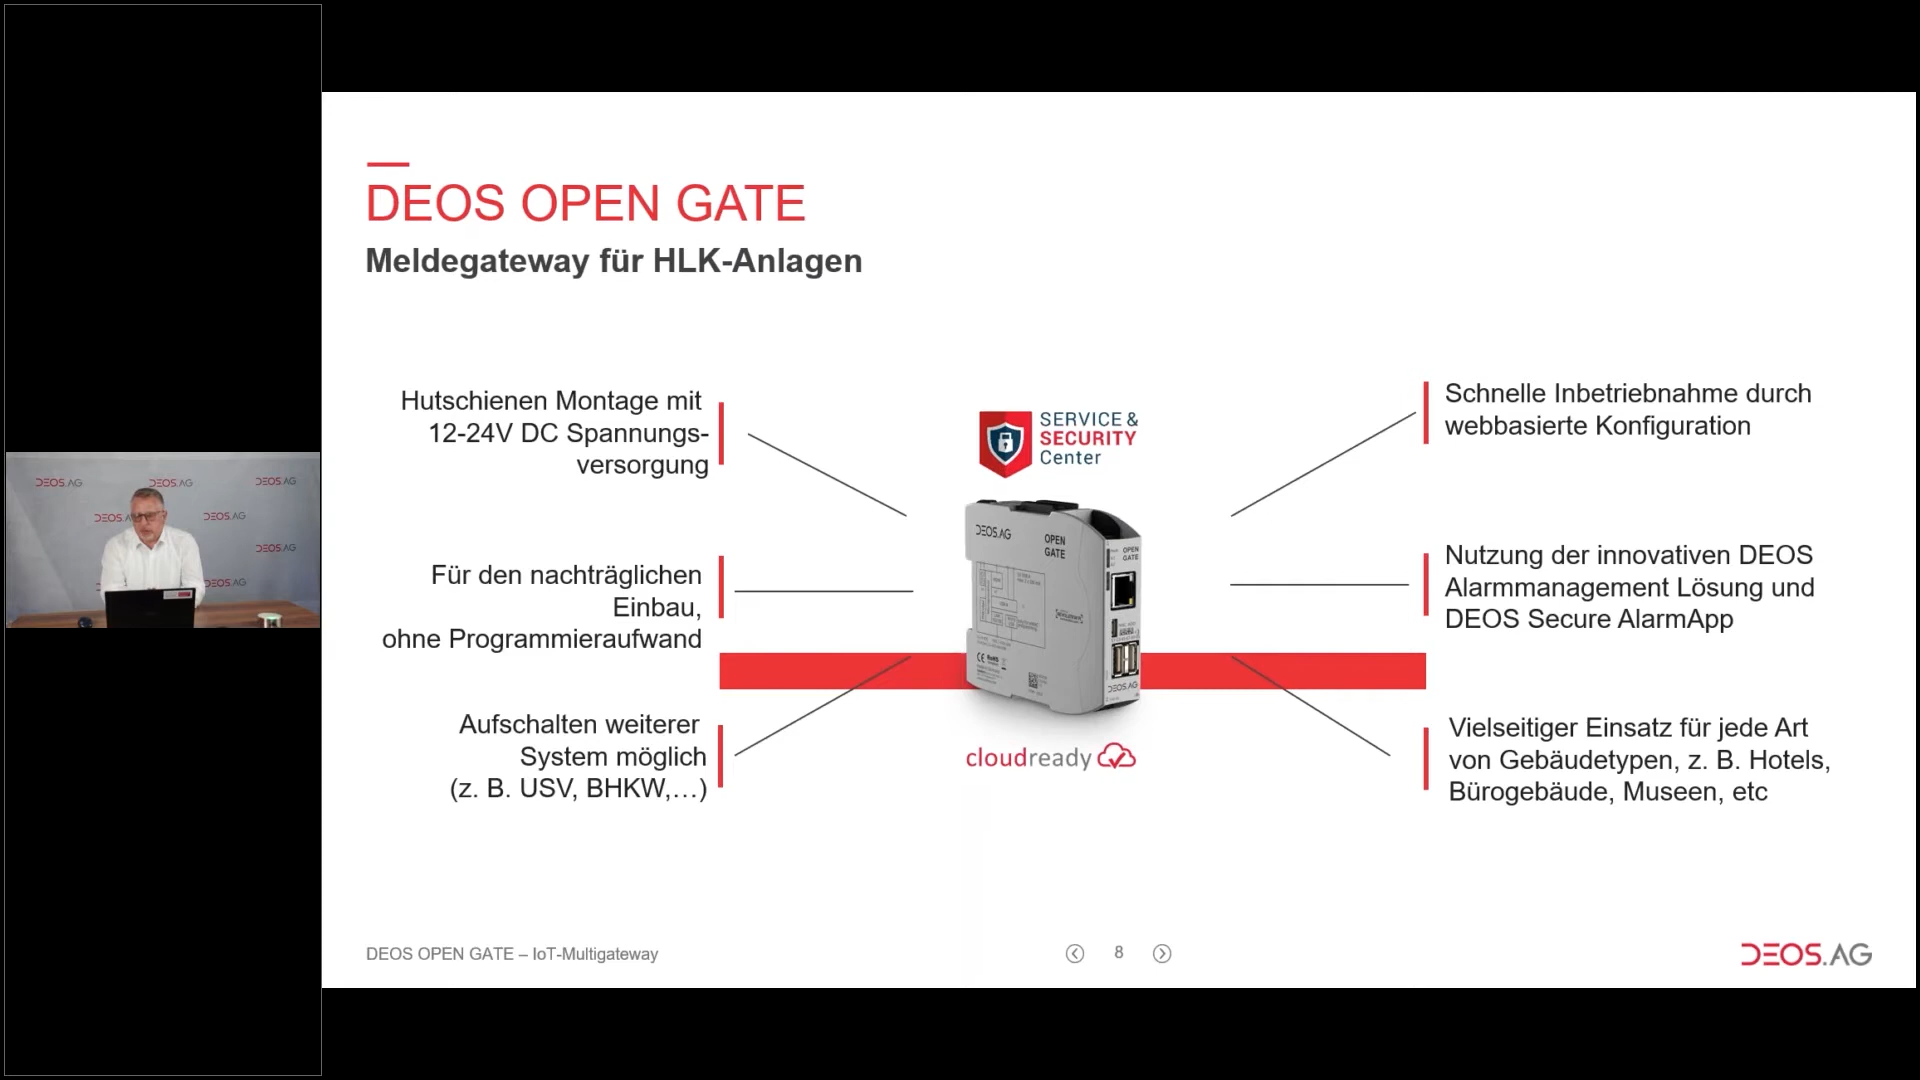 DEOS OPEN GATE
Meldegateway für HLK-Anlagen
Hutschienen Montage mit
12-24V DC Spannungs-
versorgung
Für den nachträglichen
Einbau,
ohne Programmieraufwand
Aufschalten weiterer
System möglich
(z. B. USV, BHKW,…)
SERVICE &
SECURITY
Center
DEOS.AG
OPEN
GATE
OPEN
GATE
DEOS.AG
cloudready
Schnelle Inbetriebnahme durch
webbasierte Konfiguration
Nutzung der innovativen DEOS
Alarmmanagement Lösung und
DEOS Secure AlarmApp
Vielseitiger Einsatz für jede Art
von Gebäudetypen, z. B. Hotels,
Bürogebäude, Museen, etc
DEOS OPEN GATE – IoT-Multigateway
8
DEOS.AG
DEOS.AG
DEOS.AG
DEOS.AG
DEOS.AG
DEOS.AG
DEOS.AG